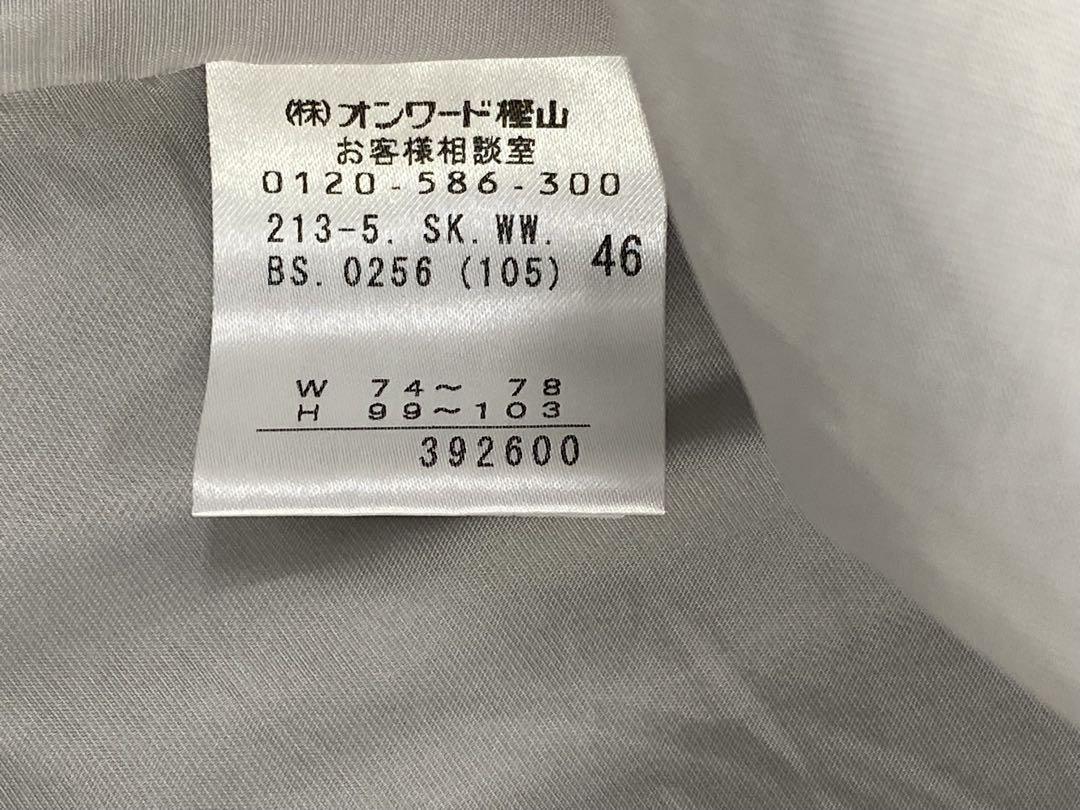 (株)オンワード樫山
お客様相談室
0120-586-300
213-5. SK. WW.
BS. 0256 (105) 46
W 74～ 78
H 99～103
392600